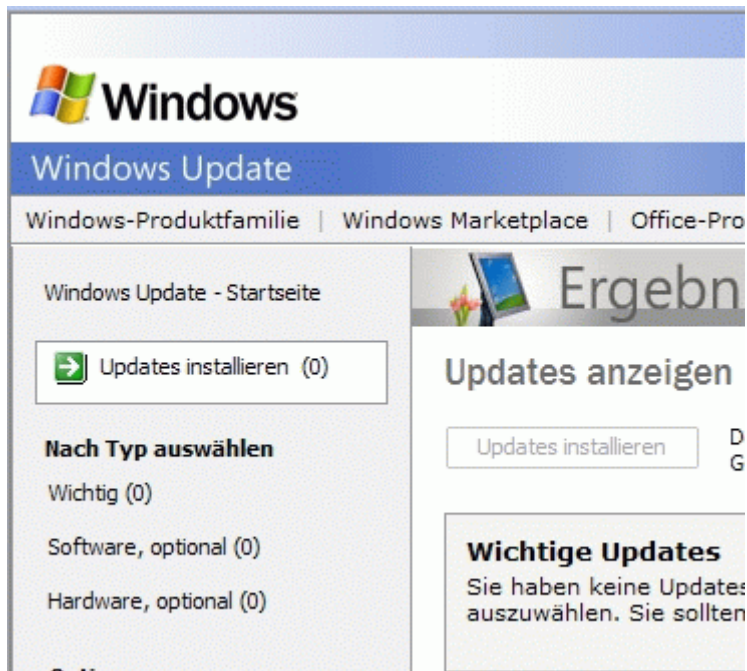 Windows
Windows Update
Windows-Produktfamilie | Windows Marketplace | Office-Pro
Windows Update - Startseite
Updates installieren (0)
Nach Typ auswählen
Wichtig (0)
Software, optional (0)
Hardware, optional (0)
Ergebn
Updates anzeigen
Updates installieren
D
G
Wichtige Updates
Sie haben keine Updates
auszuwählen. Sie sollten